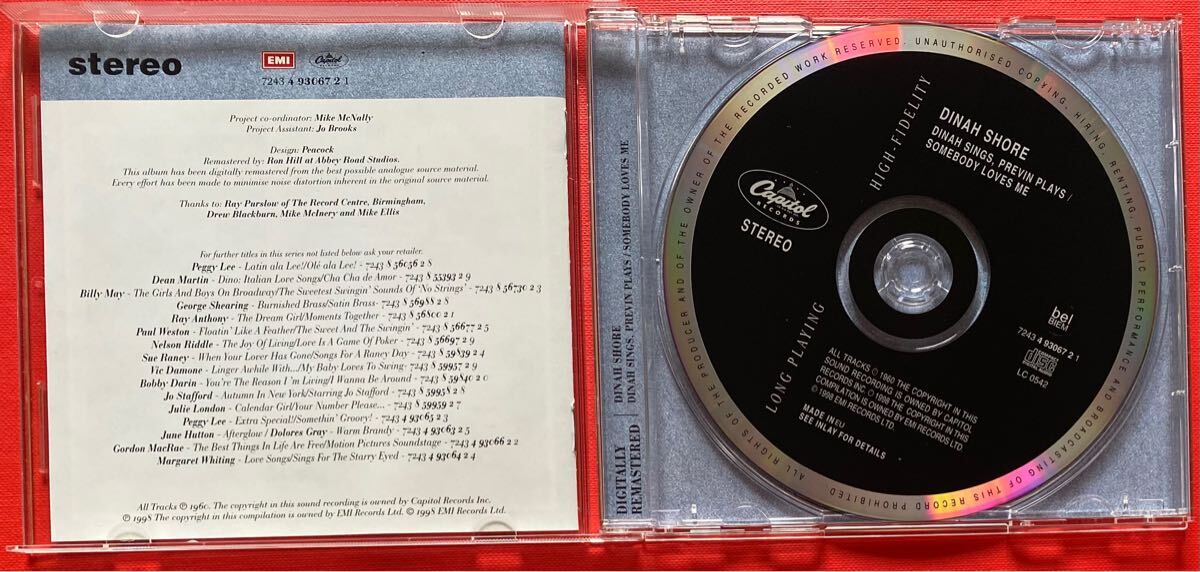 stereo
EMI
Capitol
7243 4 93067 2 1
Project co-ordinator: Mike McNally
Project Assistant: Jo Brooks
Design: Peacock
Remastered by: Ron Hill at Abbey Road Studios.
This album has been digitally remastered from the best possible analogue source material.
Every effort has been made to minimise noise distortion inherent in the original source material.
Thanks to: Ray Purslow of The Record Centre, Birmingham,
Drew Blackburn, Mike McInery and Mike Ellis
For further titles in this series not listed below ask your retailer.
Peggy Lee - Latin ala Lee!/Olé ala Lee! - 7243 8 56056 2 8
Dean Martin - Dino: Italian Love Songs/Cha Cha de Amor - 7243 8 55393 2 9
Billy May - The Girls And Boys On Broadway/The Sweetest Swingin' Sounds Of 'No Strings' - 7243 8 56730 2 3
George Shearing - Burnished Brass/Satin Brass - 7243 8 56988 2 8
Ray Anthony - The Dream Girl/Moments Together - 7243 8 56800 2 1
Paul Weston - Floatin' Like A Feather/The Sweet And The Swingin' - 7243 8 56677 2 5
Nelson Riddle - The Joy Of Living/Love Is A Game Of Poker - 7243 8 56697 2 9
Sue Raney - When Your Lover Has Gone/Songs For A Raney Day - 7243 8 59839 2 4
Vic Damone - Linger Awhile With.../My Baby Loves To Swing - 7243 8 59957 2 9
Bobby Darin - You're The Reason I'm Living/I Wanna Be Around - 7243 8 59840 2 0
Jo Stafford - Autumn In New York/Starring Jo Stafford - 7243 8 59958 2 8
Julie London - Calendar Girl/Your Number Please... - 7243 8 59959 2 7
Peggy Lee - Extra Special!/Somethin' Groovy! - 7243 4 93065 2 3
June Hutton - Afterglow / Dolores Gray - Warm Brandy - 7243 4 93063 2 5
Gordon MacRae - The Best Things In Life Are Free/Motion Pictures Soundstage - 7243 4 93066 2 2
Margaret Whiting - Love Songs/Sings For The Starry Eyed - 7243 4 93064 2 4
All Tracks ℗ 1960. The copyright in this sound recording is owned by Capitol Records Inc.
℗ 1998 The copyright in this compilation is owned by EMI Records Ltd. © 1998 EMI Records Ltd.
DIGITALLY
REMASTERED
DINAH SHORE
DINAH SINGS, PREVIN PLAYS / SOMEBODY LOVES ME
ALL RIGHTS OF THE PRODUCER AND OF THE OWNER OF THE RECORDED WORK RESERVED. UNAUTHORISED COPYING, HIRING, RENTING, PUBLIC PERFORMANCE AND BROADCASTING OF THIS RECORD PROHIBITED.
LONG PLAYING
HIGH-FIDELITY
Capitol
RECORDS
STEREO
DINAH SHORE
DINAH SINGS, PREVIN PLAYS /
SOMEBODY LOVES ME
bel
BIEM
7243 4 93067 2 1
COMPACT
disc
DIGITAL AUDIO
LC 0542
ALL TRACKS ℗ 1960 THE COPYRIGHT IN THIS
SOUND RECORDING IS OWNED BY CAPITOL
RECORDS INC. ℗ 1998 THE COPYRIGHT IN THIS
COMPILATION IS OWNED BY EMI RECORDS LTD.
© 1998 EMI RECORDS LTD.
MADE IN EU
SEE INLAY FOR DETAILS